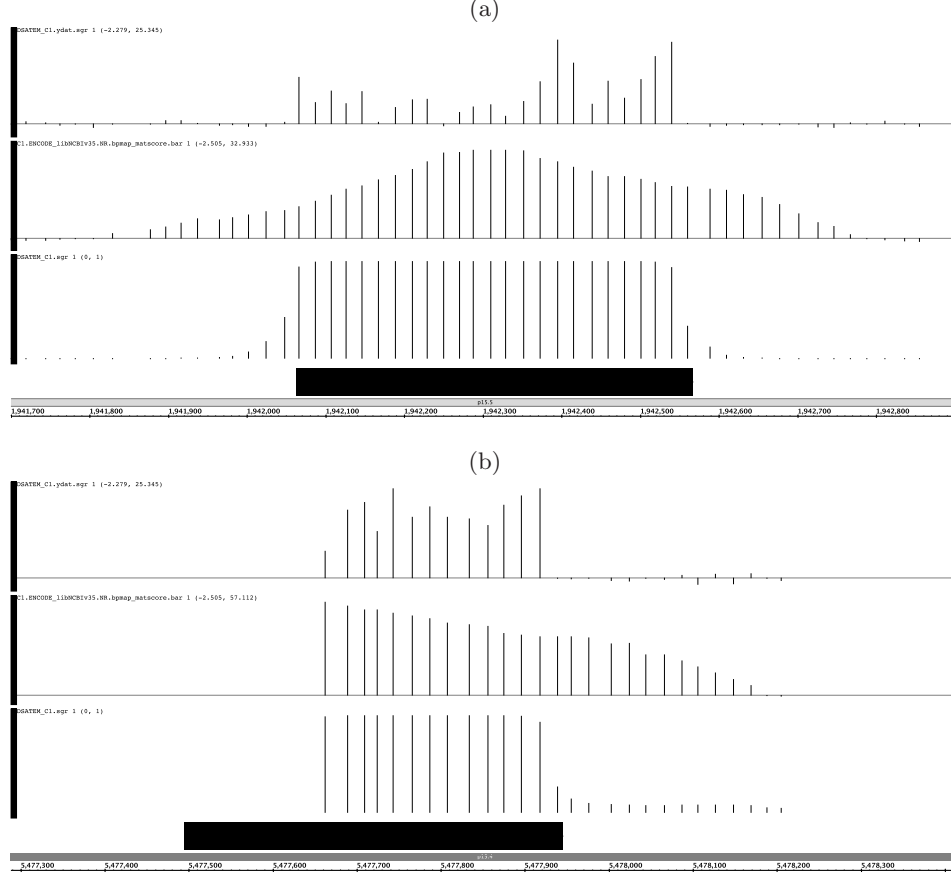 (a)
DSATEM_C1.ydat.sgr 1 (-2.279, 25.345)
C1.ENCODE_libNCBIv35.NR.bpmap_matscore.bar 1 (-2.505, 32.933)
DSATEM_C1.sgr 1 (0, 1)
p15.5
1,941,700 1,941,800 1,941,900 1,942,000 1,942,100 1,942,200 1,942,300 1,942,400 1,942,500 1,942,600 1,942,700 1,942,800
(b)
DSATEM_C1.ydat.sgr 1 (-2.279, 25.345)
C1.ENCODE_libNCBIv35.NR.bpmap_matscore.bar 1 (-2.505, 57.112)
DSATEM_C1.sgr 1 (0, 1)
5,477,300 5,477,400 5,477,500 5,477,600 5,477,700 5,477,800 5,477,900 5,478,000 5,478,100 5,478,200 5,478,300